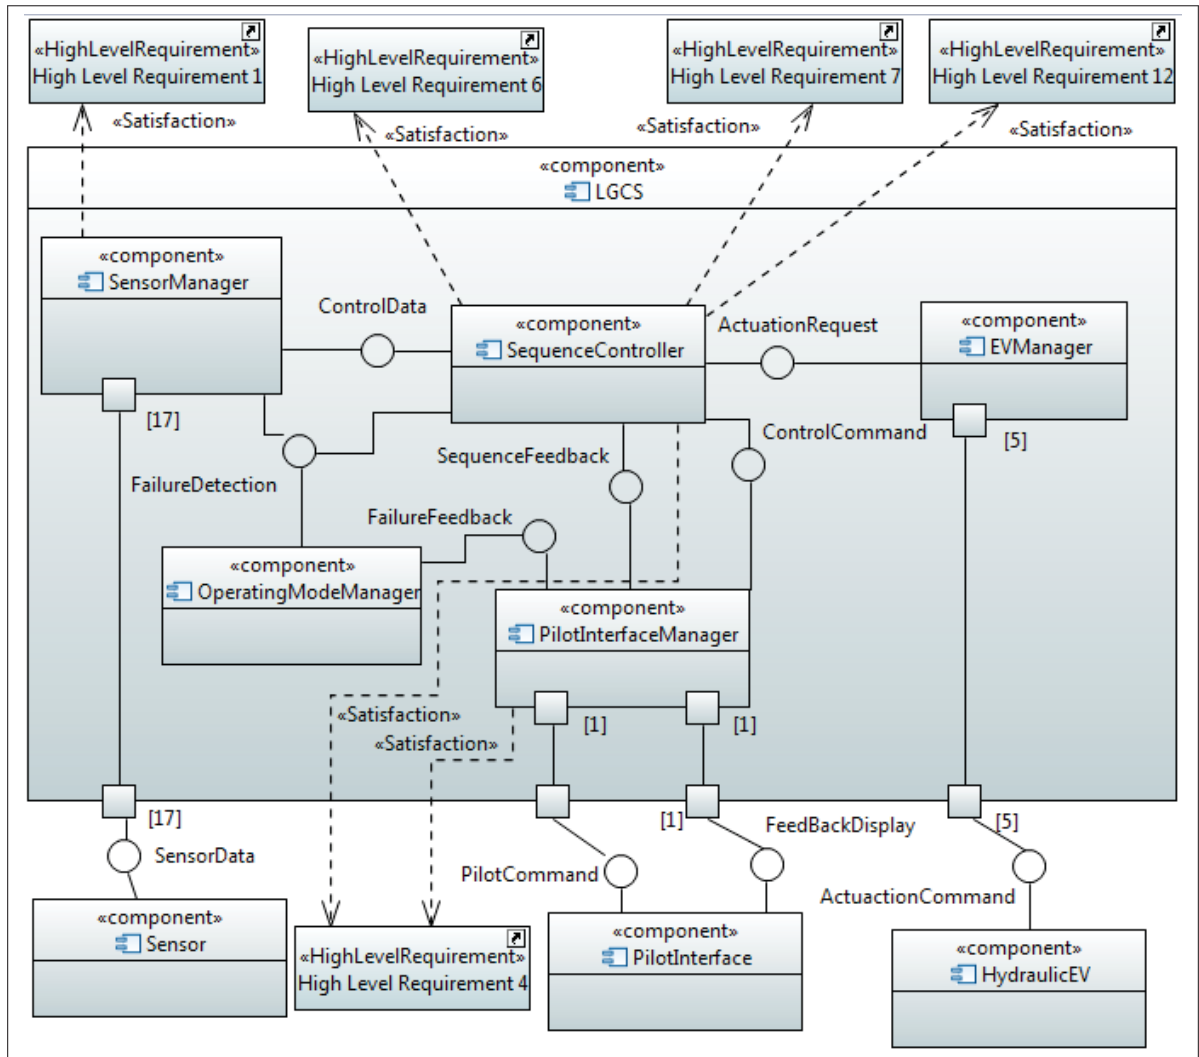 «HighLevelRequirement»
High Level Requirement 1
«HighLevelRequirement»
High Level Requirement 6
«HighLevelRequirement»
High Level Requirement 7
«HighLevelRequirement»
High Level Requirement 12
«Satisfaction»
«Satisfaction»
«Satisfaction»
«Satisfaction»
«component»
LGCS
«component»
SensorManager
ControlData
«component»
SequenceController
ActuationRequest
«component»
EVManager
[17]
[5]
FailureDetection
SequenceFeedback
ControlCommand
FailureFeedback
«component»
OperatingModeManager
«component»
PilotInterfaceManager
«Satisfaction»
«Satisfaction»
[1]
[1]
[17]
[1]
[5]
SensorData
PilotCommand
FeedBackDisplay
ActuactionCommand
«component»
Sensor
«HighLevelRequirement»
High Level Requirement 4
«component»
PilotInterface
«component»
HydraulicEV